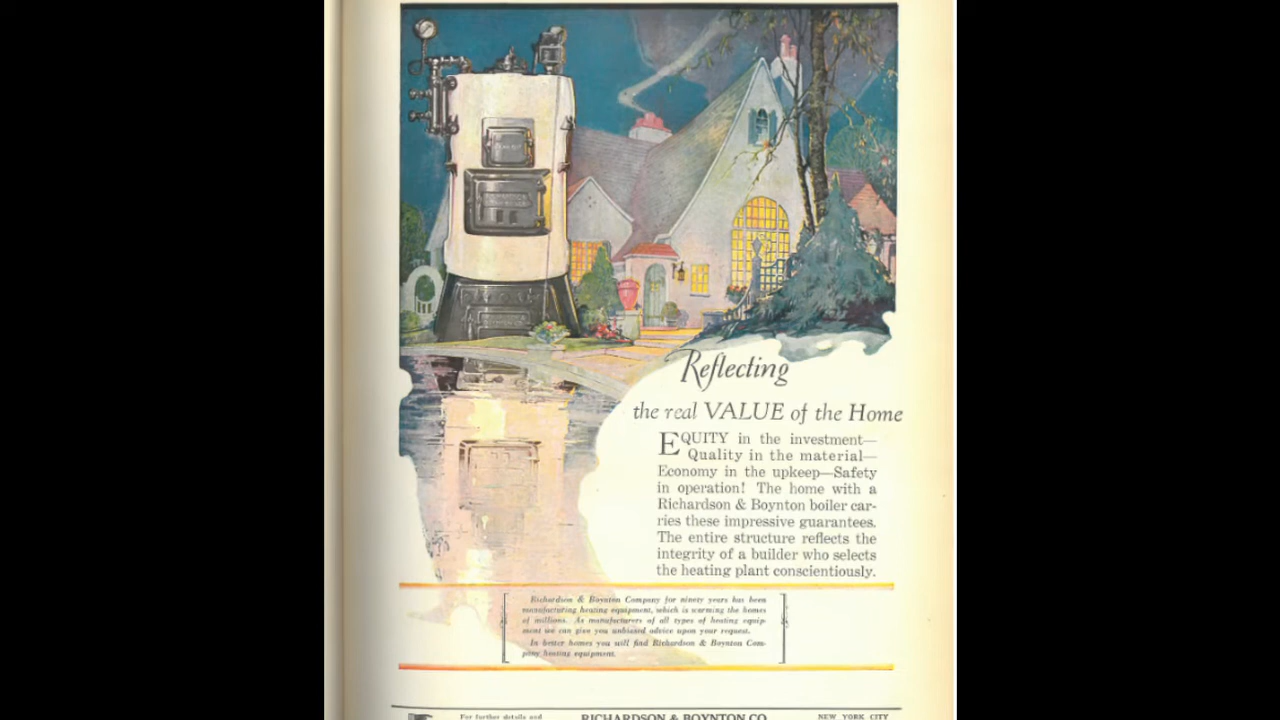 Reflecting
the real VALUE of the Home
EQUITY in the investment—
Quality in the material—
Economy in the upkeep—Safety
in operation! The home with a
Richardson & Boynton boiler car-
ries these impressive guarantees.
The entire structure reflects the
integrity of a builder who selects
the heating plant conscientiously.
Richardson & Boynton Company for ninety years has been
manufacturing heating equipment, which is warming the homes
of millions. As manufacturers of all types of heating equip-
ment we can give you unbiased advice upon your request.
In better homes you will find Richardson & Boynton Com-
pany heating equipment.
For further details and
RICHARDSON & BOYNTON CO.
NEW YORK CITY